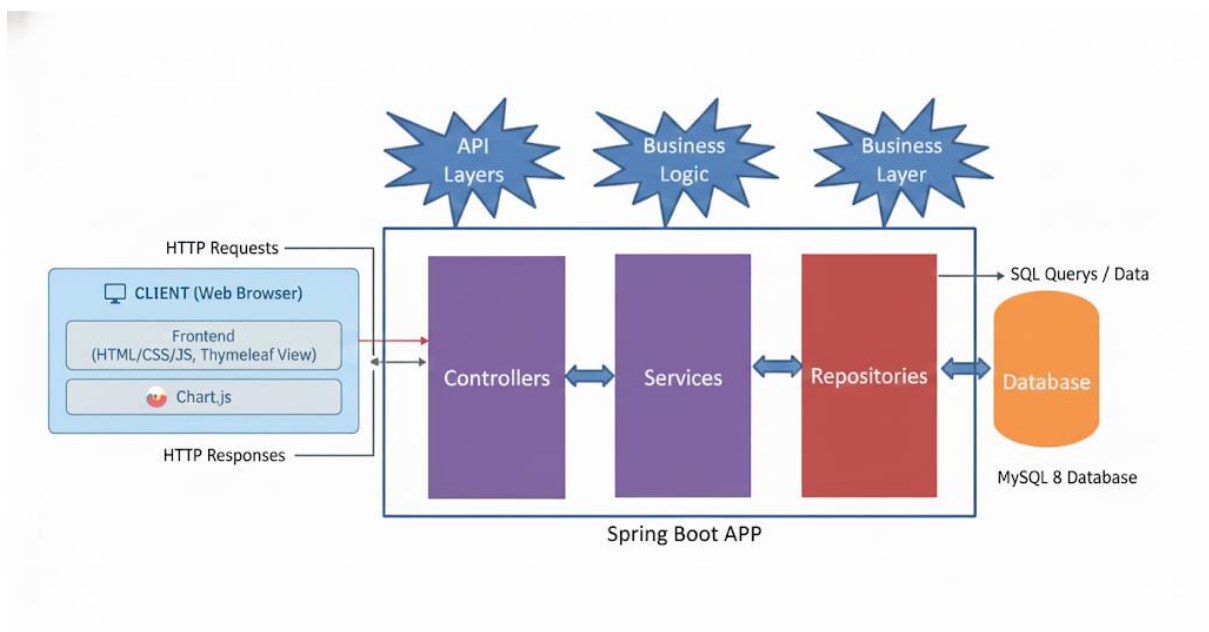 API
Layers
Business
Logic
Business
Layer
HTTP Requests
CLIENT (Web Browser)
Frontend
(HTML/CSS/JS, Thymeleaf View)
Chart.js
HTTP Responses
Controllers
Services
Repositories
SQL Querys / Data
Database
MySQL 8 Database
Spring Boot APP